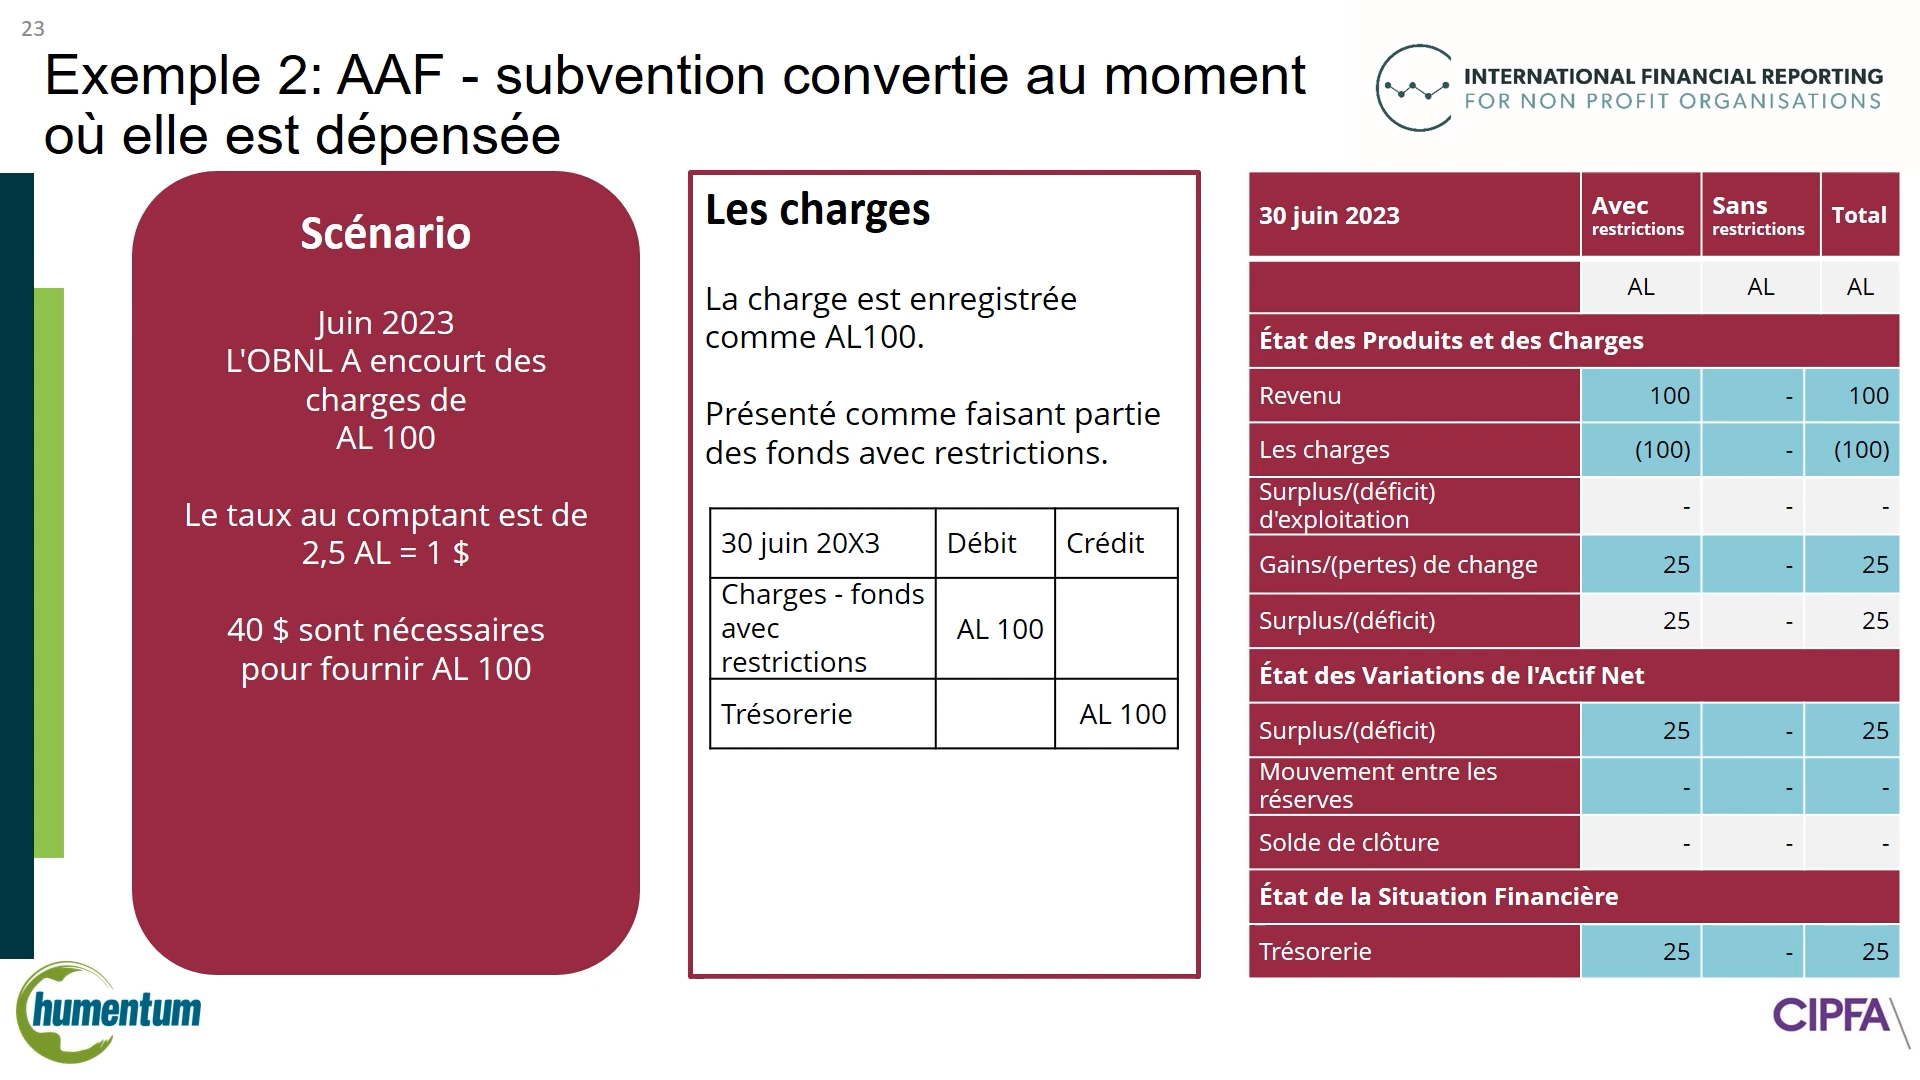 23
Exemple 2: AAF - subvention convertie au moment
où elle est dépensée
INTERNATIONAL FINANCIAL REPORTING
FOR NON PROFIT ORGANISATIONS
Scénario
Juin 2023
L'OBNL A encourt des
charges de
AL 100
Le taux au comptant est de
2,5 AL = 1 $
40 $ sont nécessaires
pour fournir AL 100
Les charges
La charge est enregistrée
comme AL100.
Présenté comme faisant partie
des fonds avec restrictions.
30 juin 20X3 Débit Crédit
Charges - fonds
avec
restrictions
AL 100
Trésorerie AL 100
30 juin 2023 Avec restrictions Sans restrictions Total
AL AL AL
État des Produits et des Charges
Revenu 100 - 100
Les charges (100) - (100)
Surplus/(déficit)
d'exploitation
- - -
Gains/(pertes) de change 25 - 25
Surplus/(déficit) 25 - 25
État des Variations de l'Actif Net
Surplus/(déficit) 25 - 25
Mouvement entre les
réserves
- - -
Solde de clôture - - -
État de la Situation Financière
Trésorerie 25 - 25
humentum
CIPFA